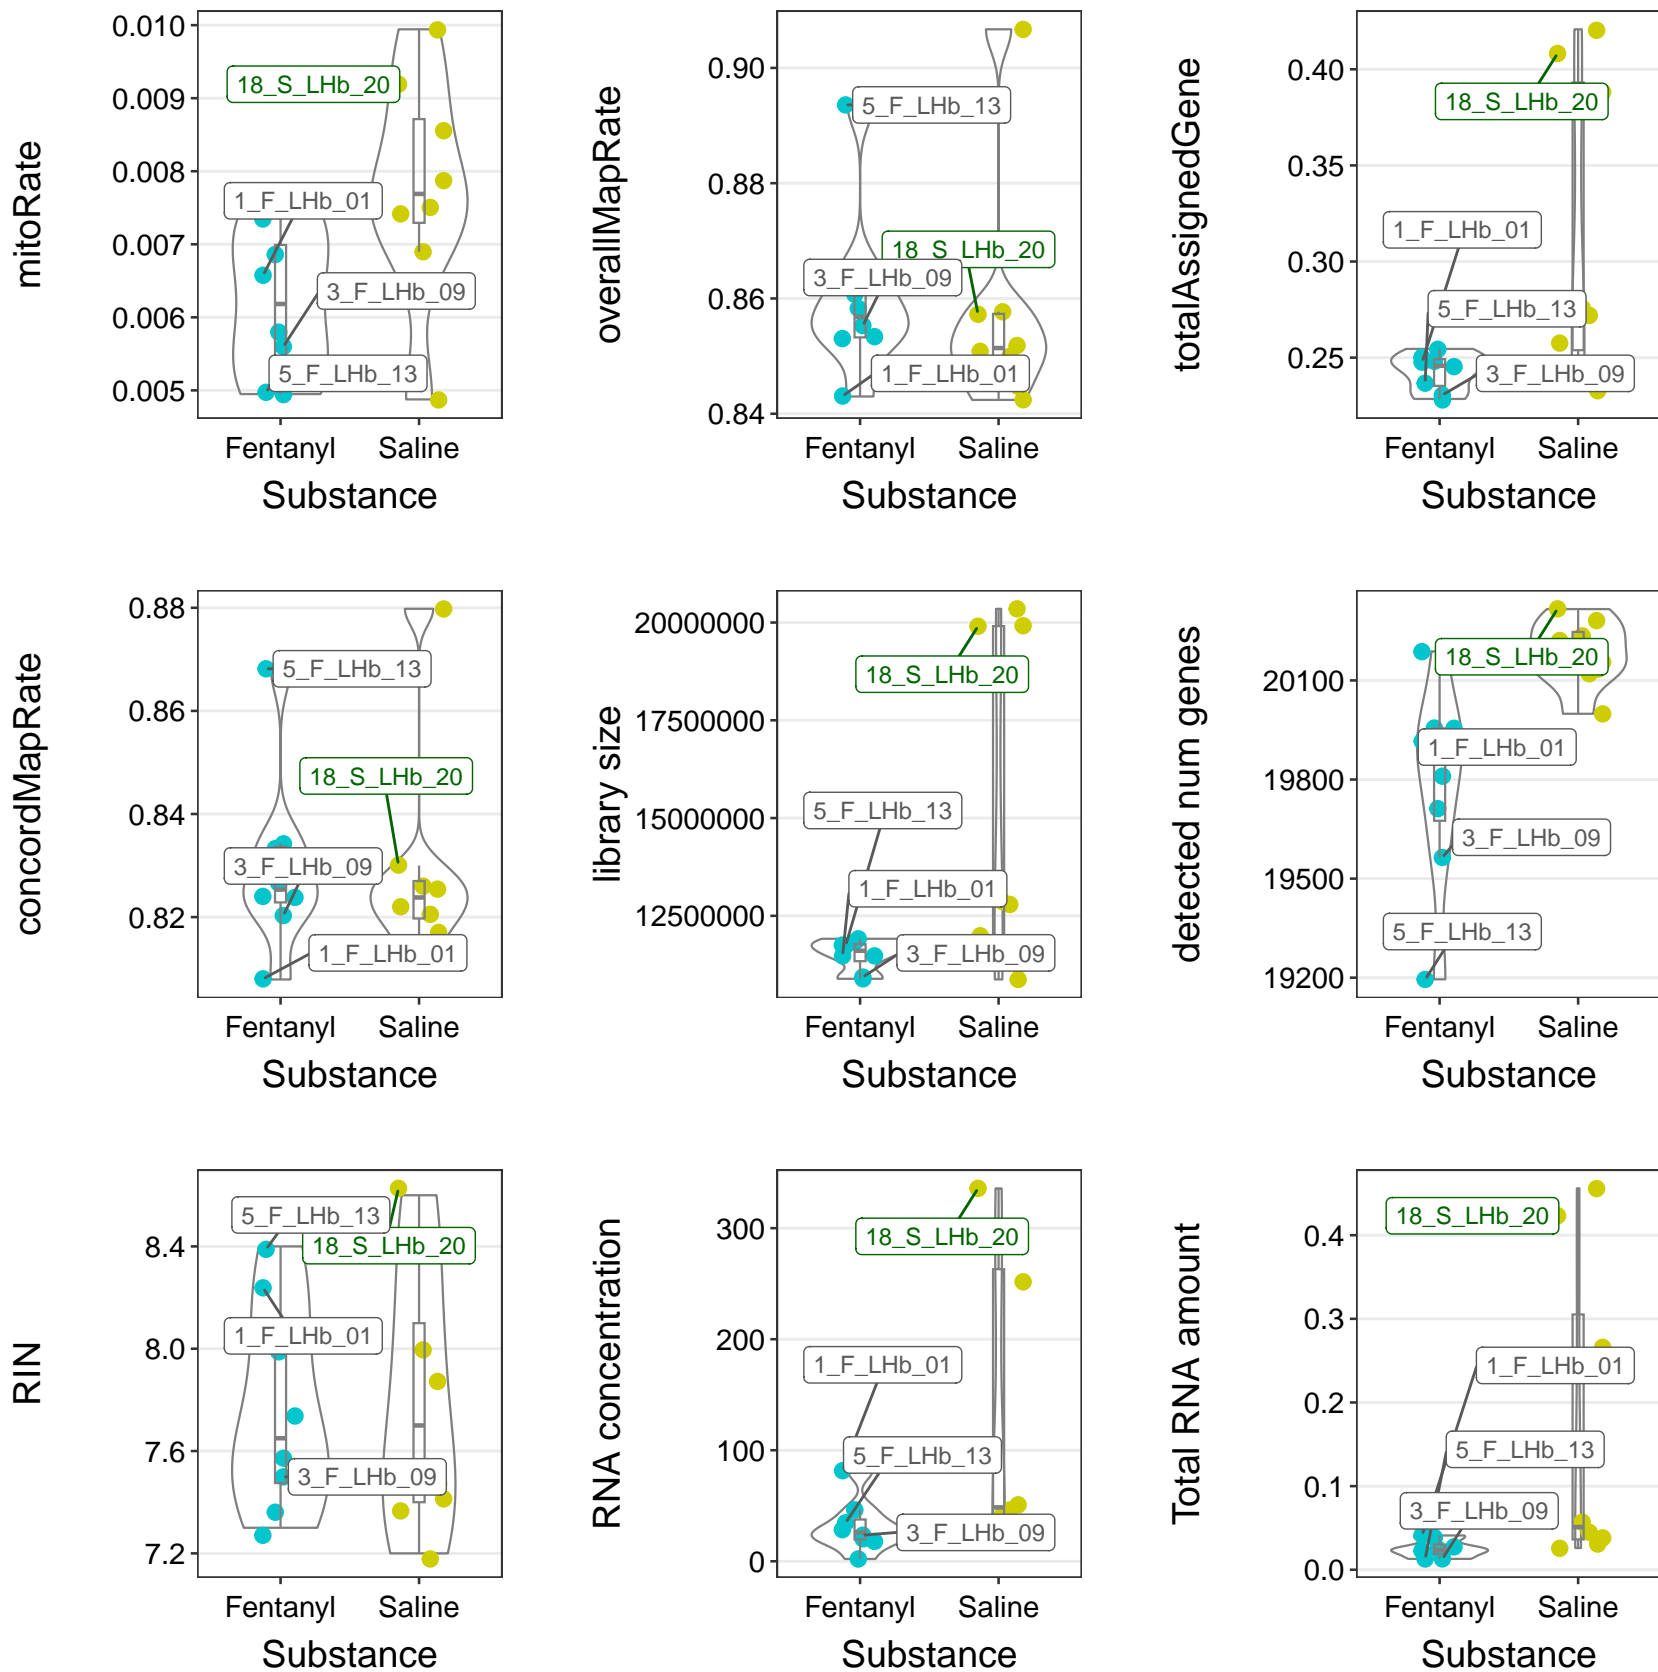 mitoRate
0.010
0.009
0.008
0.007
0.006
0.005
18_S_LHb_20
1_F_LHb_01
3_F_LHb_09
5_F_LHb_13
Fentanyl Saline
Substance
overallMapRate
0.90
0.88
0.86
0.84
5_F_LHb_13
18_S_LHb_20
3_F_LHb_09
1_F_LHb_01
Fentanyl Saline
Substance
totalAssignedGene
0.40
0.35
0.30
0.25
18_S_LHb_20
1_F_LHb_01
5_F_LHb_13
3_F_LHb_09
Fentanyl Saline
Substance
concordMapRate
0.88
0.86
0.84
0.82
5_F_LHb_13
18_S_LHb_20
3_F_LHb_09
1_F_LHb_01
Fentanyl Saline
Substance
library size
20000000
17500000
15000000
12500000
18_S_LHb_20
5_F_LHb_13
1_F_LHb_01
3_F_LHb_09
Fentanyl Saline
Substance
detected num genes
20100
19800
19500
19200
18_S_LHb_20
1_F_LHb_01
3_F_LHb_09
5_F_LHb_13
Fentanyl Saline
Substance
RIN
8.4
8.0
7.6
7.2
5_F_LHb_13
18_S_LHb_20
1_F_LHb_01
3_F_LHb_09
Fentanyl Saline
Substance
RNA concentration
300
200
100
0
18_S_LHb_20
1_F_LHb_01
5_F_LHb_13
3_F_LHb_09
Fentanyl Saline
Substance
Total RNA amount
0.4
0.3
0.2
0.1
0.0
18_S_LHb_20
1_F_LHb_01
5_F_LHb_13
3_F_LHb_09
Fentanyl Saline
Substance